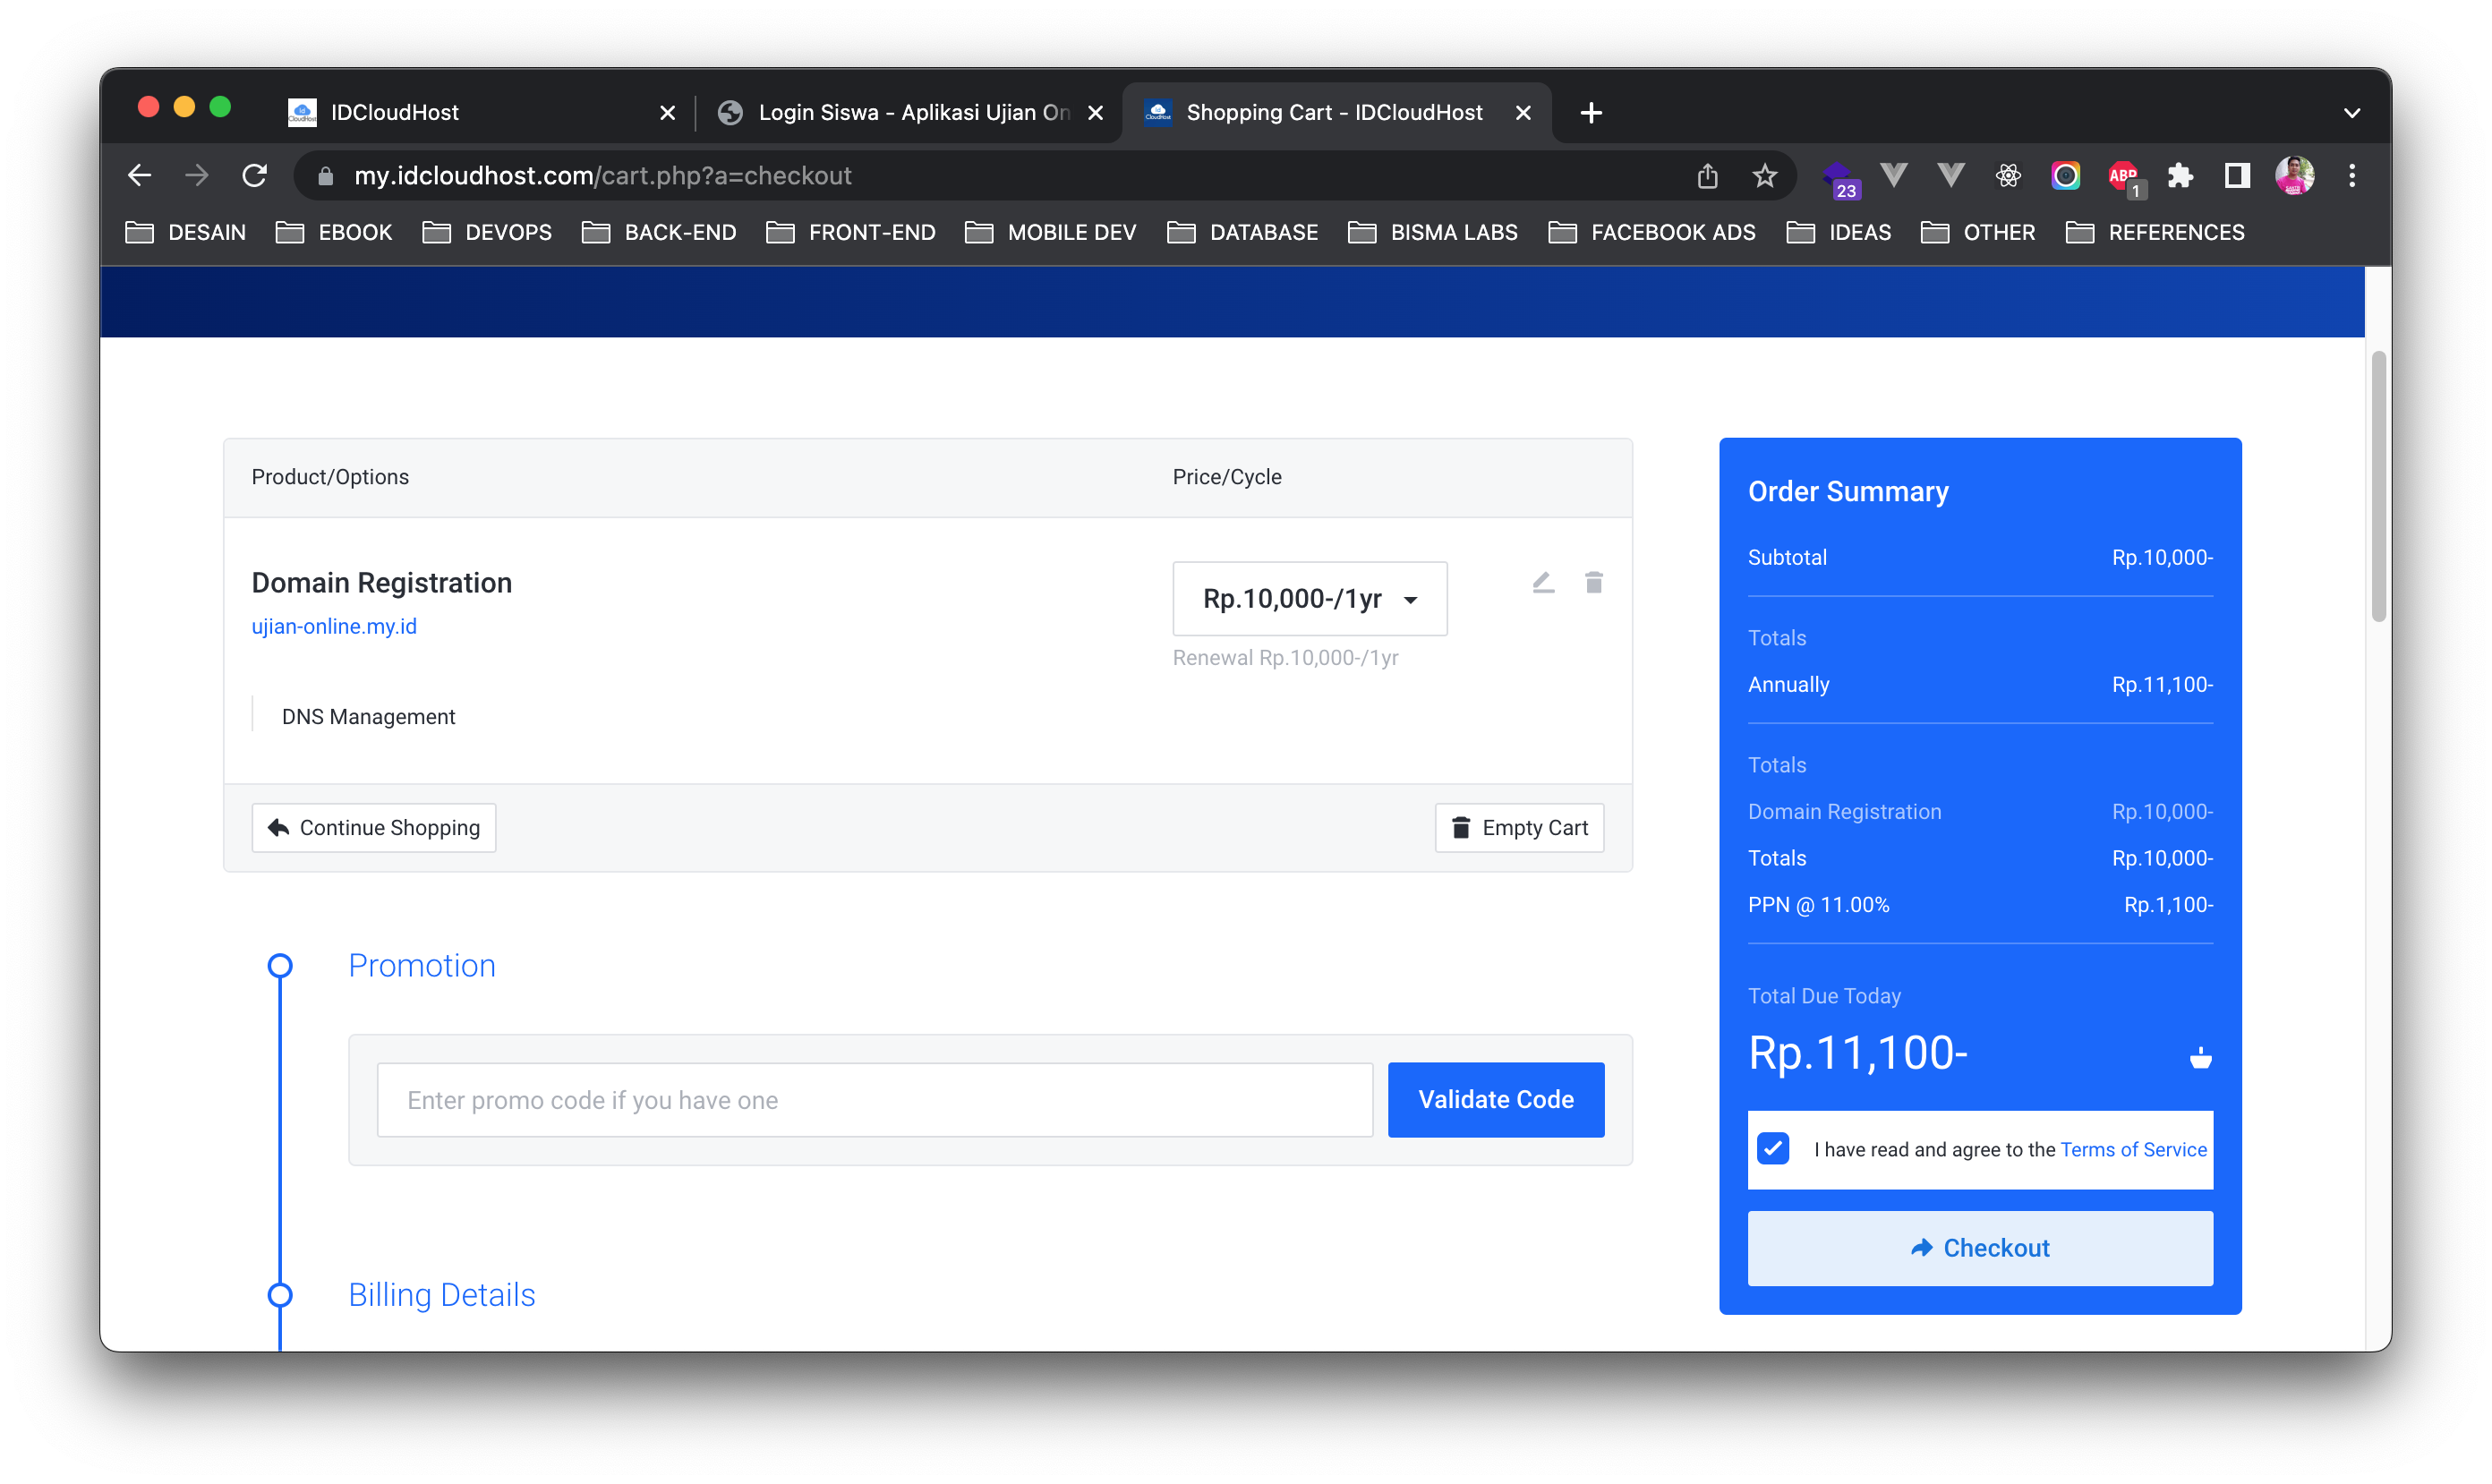 IDCloudHost
Login Siswa - Aplikasi Ujian On
Shopping Cart - IDCloudHost
my.idcloudhost.com/cart.php?a=checkout
23
ABP
1
DESAIN
EBOOK
DEVOPS
BACK-END
FRONT-END
MOBILE DEV
DATABASE
BISMA LABS
FACEBOOK ADS
IDEAS
OTHER
REFERENCES
Product/Options
Price/Cycle
Domain Registration
ujian-online.my.id
Rp.10,000-/1yr
Renewal Rp.10,000-/1yr
DNS Management
Continue Shopping
Empty Cart
Promotion
Enter promo code if you have one
Validate Code
Billing Details
Order Summary
Subtotal Rp.10,000-
Totals
Annually Rp.11,100-
Totals
Domain Registration Rp.10,000-
Totals Rp.10,000-
PPN @ 11.00% Rp.1,100-
Total Due Today
Rp.11,100-
I have read and agree to the Terms of Service
Checkout